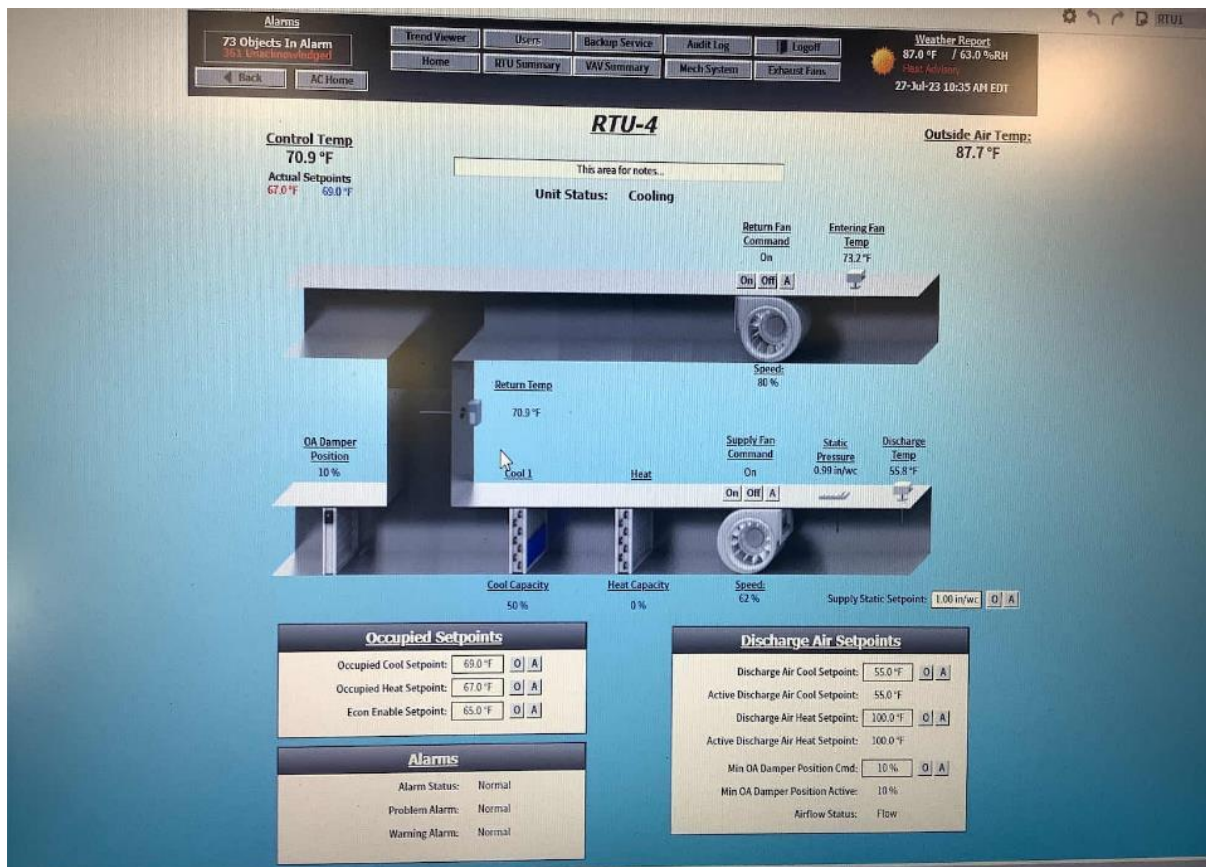 RTU1
Alarms
73 Objects In Alarm
361 Unacknowledged
Back
AC Home
Trend Viewer
Users
Backup Service
Audit Log
Logoff
Home
RTU Summary
VAV Summary
Mech System
Exhaust Fans
Weather Report
87.0 °F / 63.0 %RH
Heat Advisory
27-Jul-23 10:35 AM EDT
RTU-4
Control Temp
70.9 °F
Actual Setpoints
67.0 °F 69.0 °F
This area for notes...
Unit Status: Cooling
Outside Air Temp:
87.7 °F
Return Fan
Command
On
On Off A
Entering Fan
Temp
73.2 °F
Speed:
80 %
Return Temp
70.9 °F
OA Damper
Position
10 %
Cool 1
Heat
Supply Fan
Command
On
On Off A
Static
Pressure
0.99 in/wc
Discharge
Temp
55.8 °F
Cool Capacity
50 %
Heat Capacity
0 %
Speed:
62 %
Supply Static Setpoint: 1.00 in/wc O A
Occupied Setpoints
Occupied Cool Setpoint: 69.0 °F O A
Occupied Heat Setpoint: 67.0 °F O A
Econ Enable Setpoint: 65.0 °F O A
Alarms
Alarm Status: Normal
Problem Alarm: Normal
Warning Alarm: Normal
Discharge Air Setpoints
Discharge Air Cool Setpoint: 55.0 °F O A
Active Discharge Air Cool Setpoint: 55.0 °F
Discharge Air Heat Setpoint: 100.0 °F O A
Active Discharge Air Heat Setpoint: 100.0 °F
Min OA Damper Position Cmd: 10 % O A
Min OA Damper Position Active: 10 %
Airflow Status: Flow